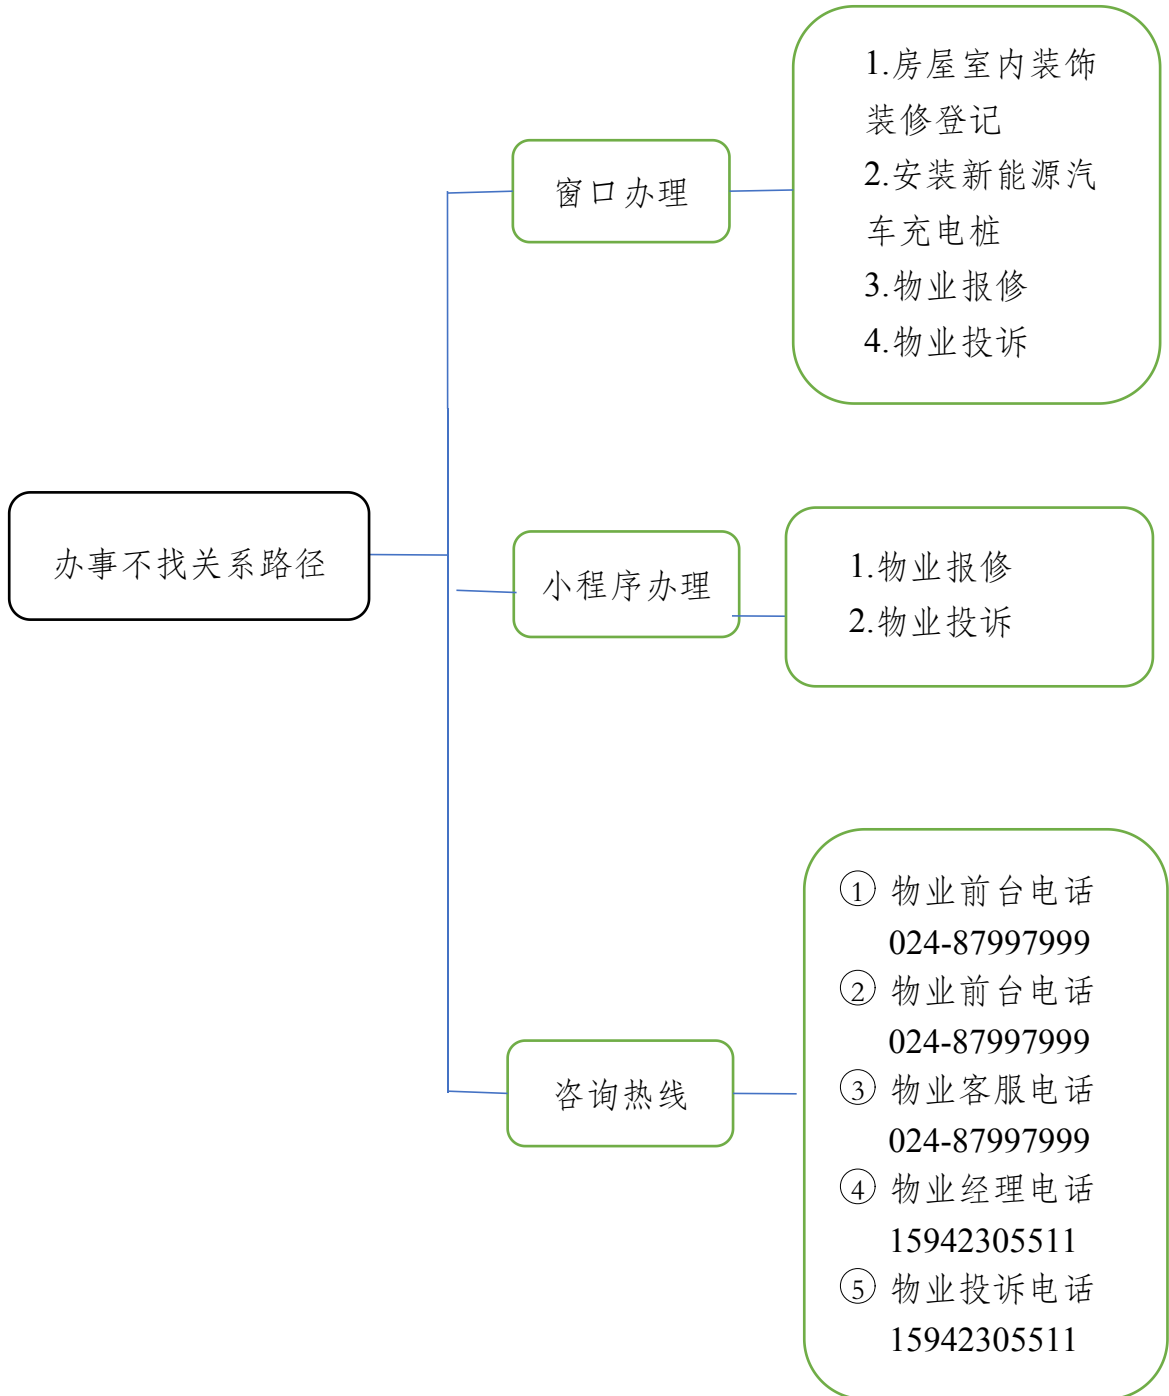 办事不找关系路径
窗口办理
1.房屋室内装饰
装修登记
2.安装新能源汽
车充电桩
3.物业报修
4.物业投诉
小程序办理
1.物业报修
2.物业投诉
咨询热线
① 物业前台电话
024-87997999
② 物业前台电话
024-87997999
③ 物业客服电话
024-87997999
④ 物业经理电话
15942305511
⑤ 物业投诉电话
15942305511